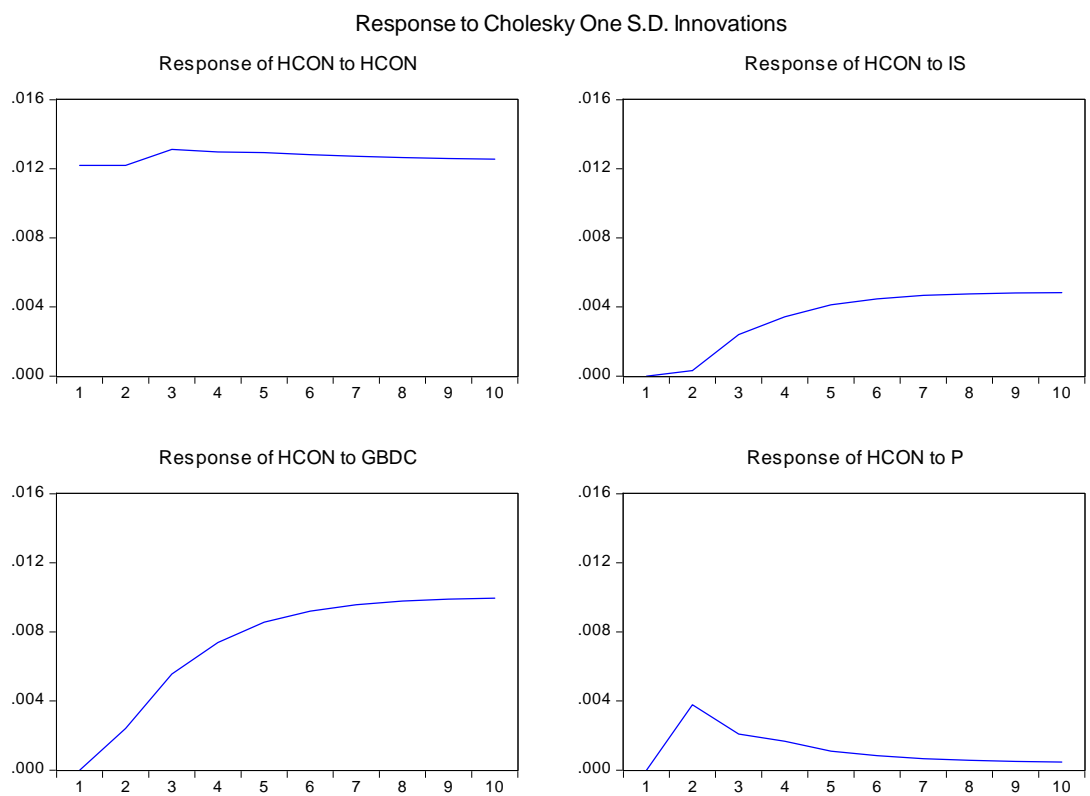 Response to Cholesky One S.D. Innovations
Response of HCON to HCON
.016
.012
.008
.004
.000
1 2 3 4 5 6 7 8 9 10
Response of HCON to IS
.016
.012
.008
.004
.000
1 2 3 4 5 6 7 8 9 10
Response of HCON to GBDC
.016
.012
.008
.004
.000
1 2 3 4 5 6 7 8 9 10
Response of HCON to P
.016
.012
.008
.004
.000
1 2 3 4 5 6 7 8 9 10